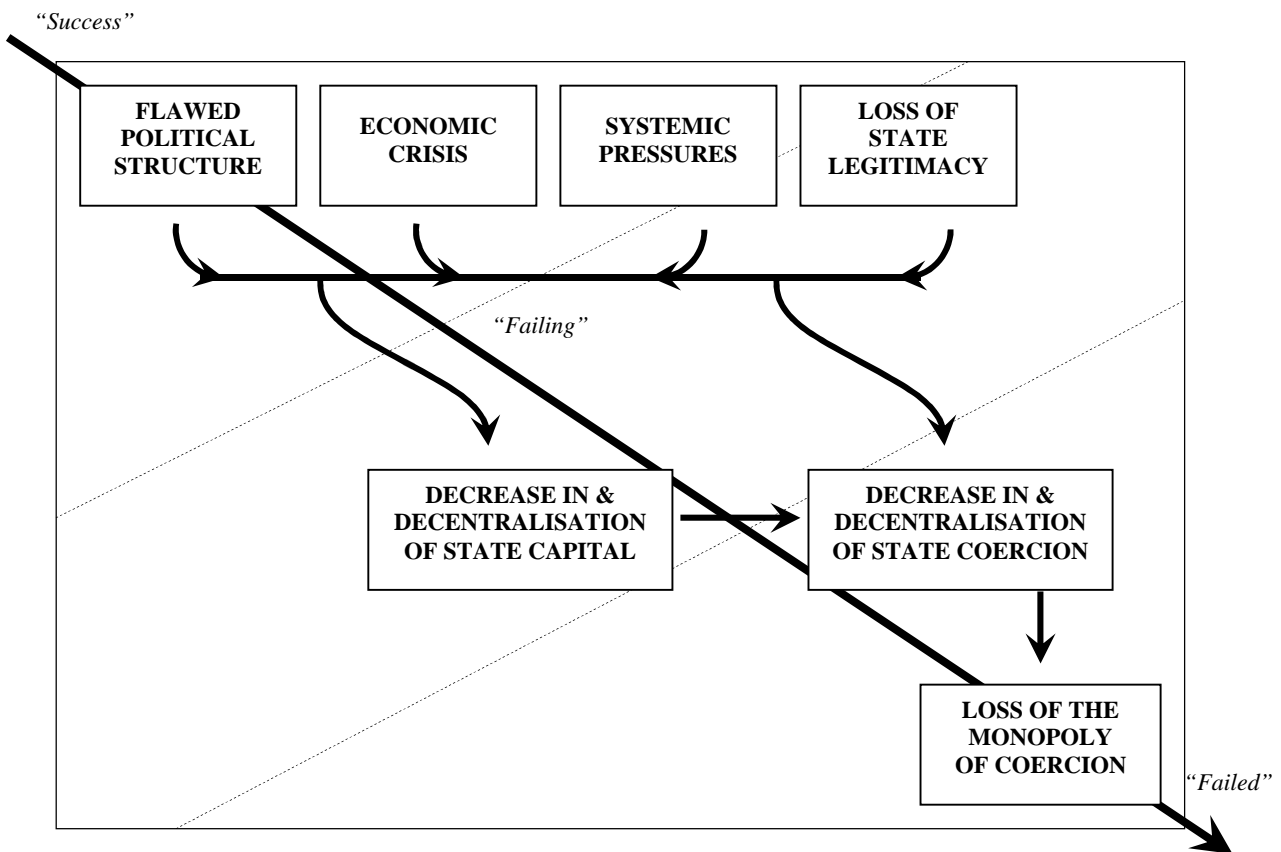 “Success”
FLAWED
POLITICAL
STRUCTURE
ECONOMIC
CRISIS
SYSTEMIC
PRESSURES
LOSS OF
STATE
LEGITIMACY
“Failing”
DECREASE IN &
DECENTRALISATION
OF STATE CAPITAL
DECREASE IN &
DECENTRALISATION
OF STATE COERCION
LOSS OF THE
MONOPOLY
OF COERCION
“Failed”